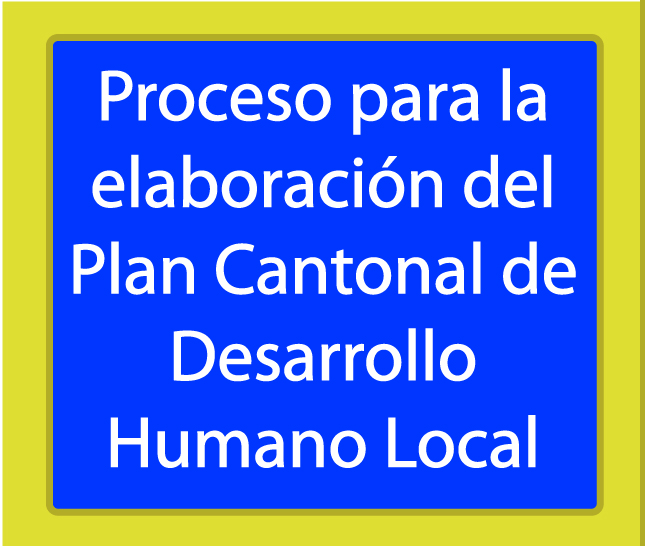 Proceso para la
elaboración del
Plan Cantonal de
Desarrollo
Humano Local